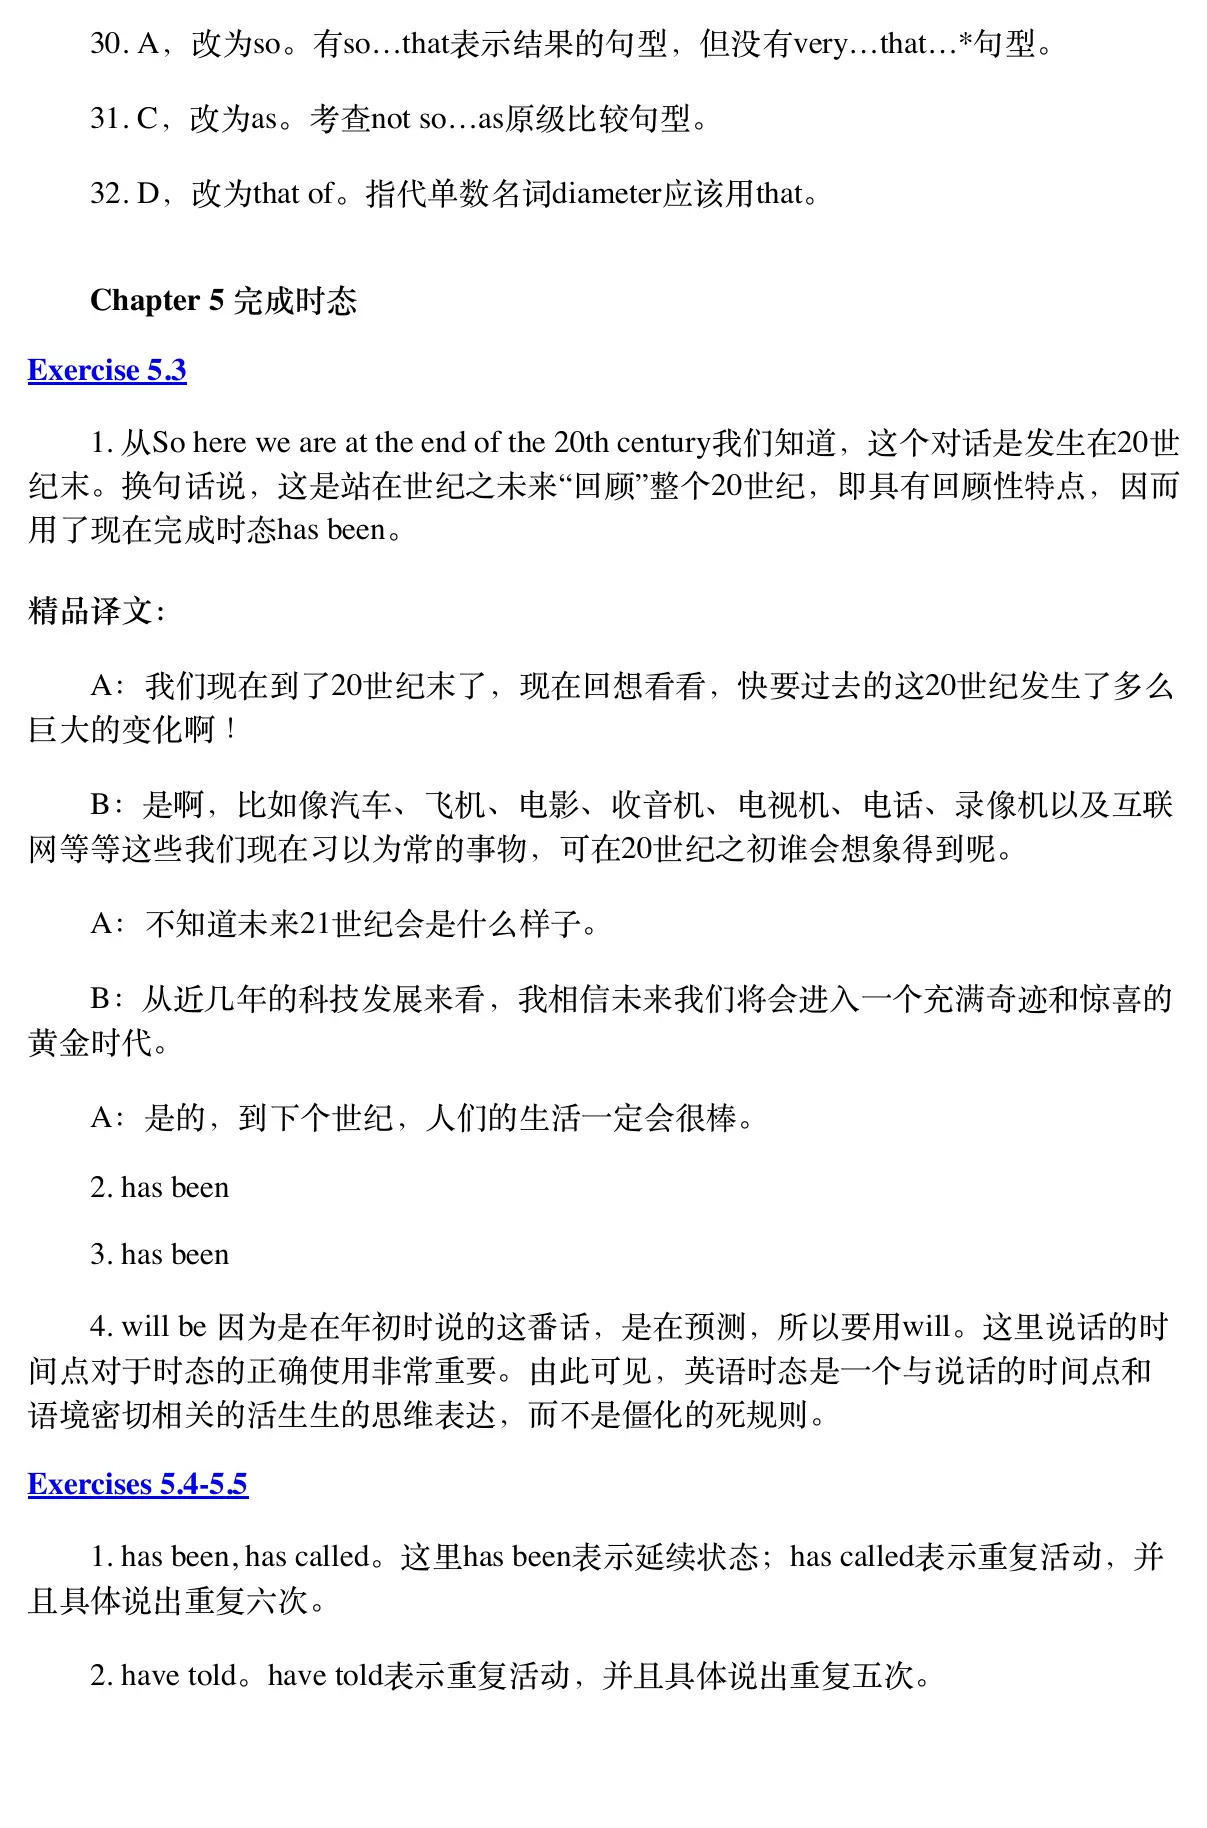 30. A，改为so。有so…that表示结果的句型，但没有very…that…*句型。
31. C，改为as。考查not so…as原级比较句型。
32. D，改为that of。指代单数名词diameter应该用that。
Chapter 5 完成时态
Exercise 5.3
1. 从So here we are at the end of the 20th century我们知道，这个对话是发生在20世
纪末。换句话说，这是站在世纪之未来“回顾”整个20世纪，即具有回顾性特点，因而
用了现在完成时态has been。
精品译文：
A：我们现在到了20世纪末了，现在回想看看，快要过去的这20世纪发生了多么
巨大的变化啊！
B：是啊，比如像汽车、飞机、电影、收音机、电视机、电话、录像机以及互联
网等等这些我们现在习以为常的事物，可在20世纪之初谁会想象得到呢。
A：不知道未来21世纪会是什么样子。
B：从近几年的科技发展来看，我相信未来我们将会进入一个充满奇迹和惊喜的
黄金时代。
A：是的，到下个世纪，人们的生活一定会很棒。
2. has been
3. has been
4. will be 因为是在年初时说的这番话，是在预测，所以要用will。这里说话的时
间点对于时态的正确使用非常重要。由此可见，英语时态是一个与说话的时间点和
语境密切相关的活生生的思维表达，而不是僵化的死规则。
Exercises 5.4-5.5
1. has been, has called。这里has been表示延续状态；has called表示重复活动，并
且具体说出重复六次。
2. have told。have told表示重复活动，并且具体说出重复五次。